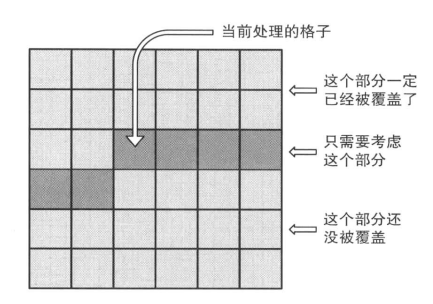 当前处理的格子
这个部分一定
已经被覆盖了
只需要考虑
这个部分
这个部分还
没被覆盖